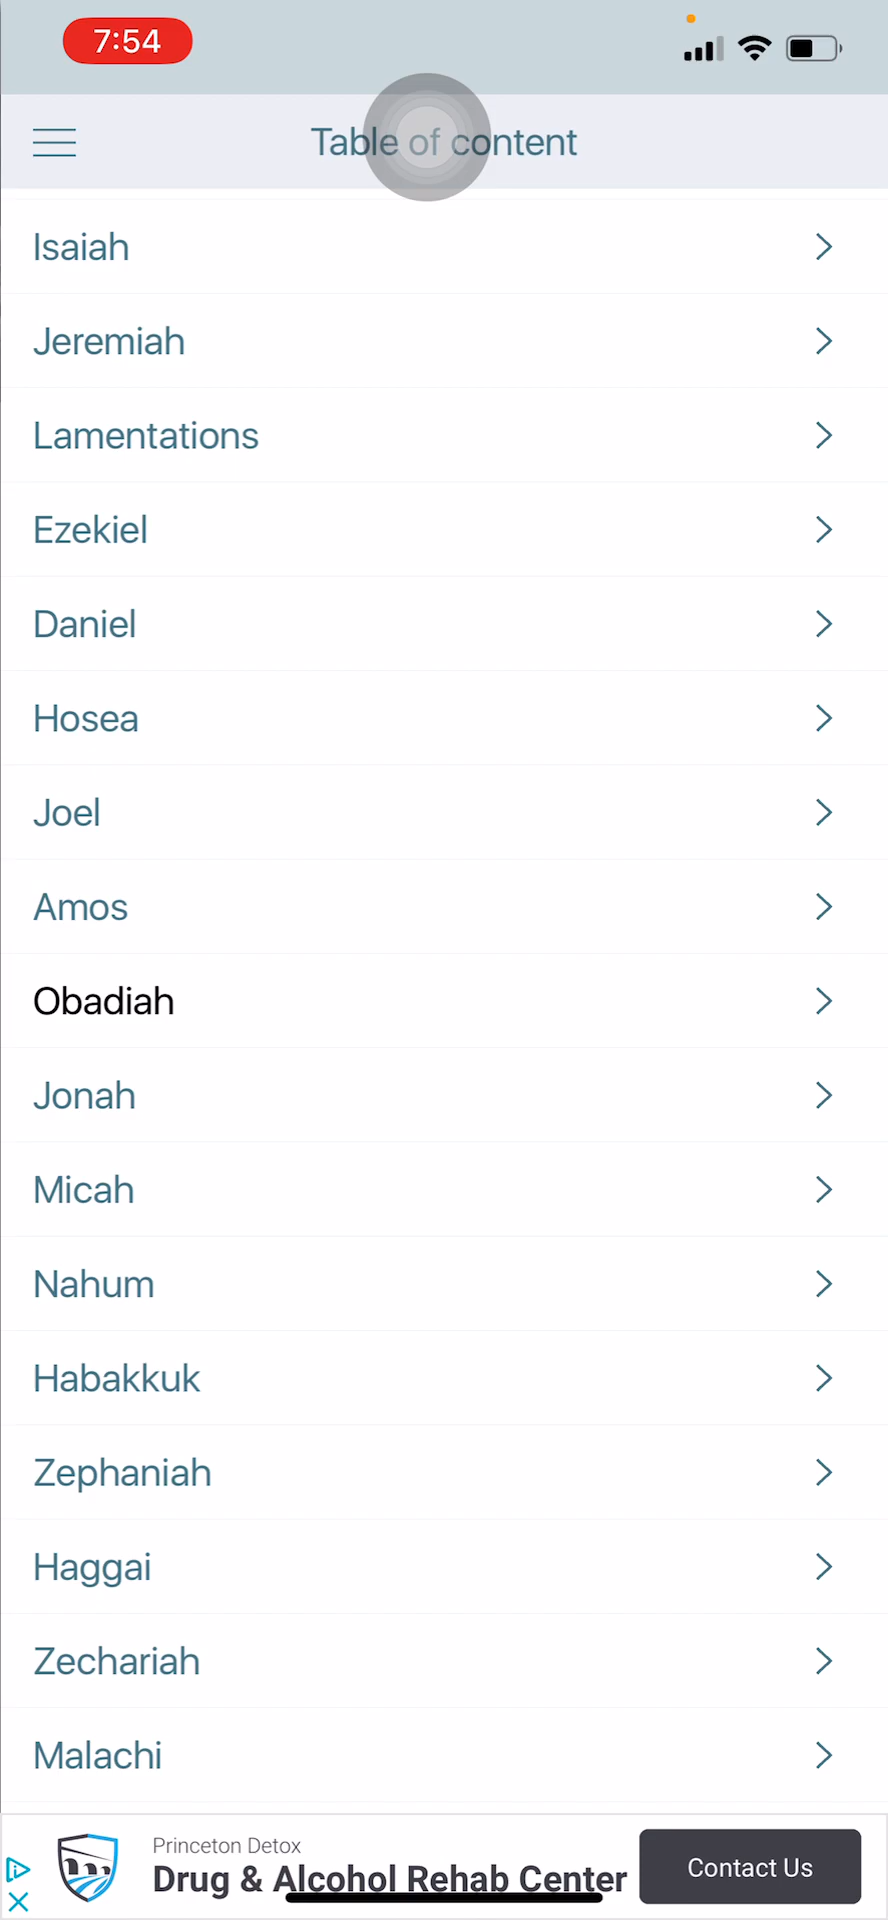 7:54
Table of content
Isaiah
Jeremiah
Lamentations
Ezekiel
Daniel
Hosea
Joel
Amos
Obadiah
Jonah
Micah
Nahum
Habakkuk
Zephaniah
Haggai
Zechariah
Malachi
Princeton Detox
Drug & Alcohol Rehab Center
Contact Us